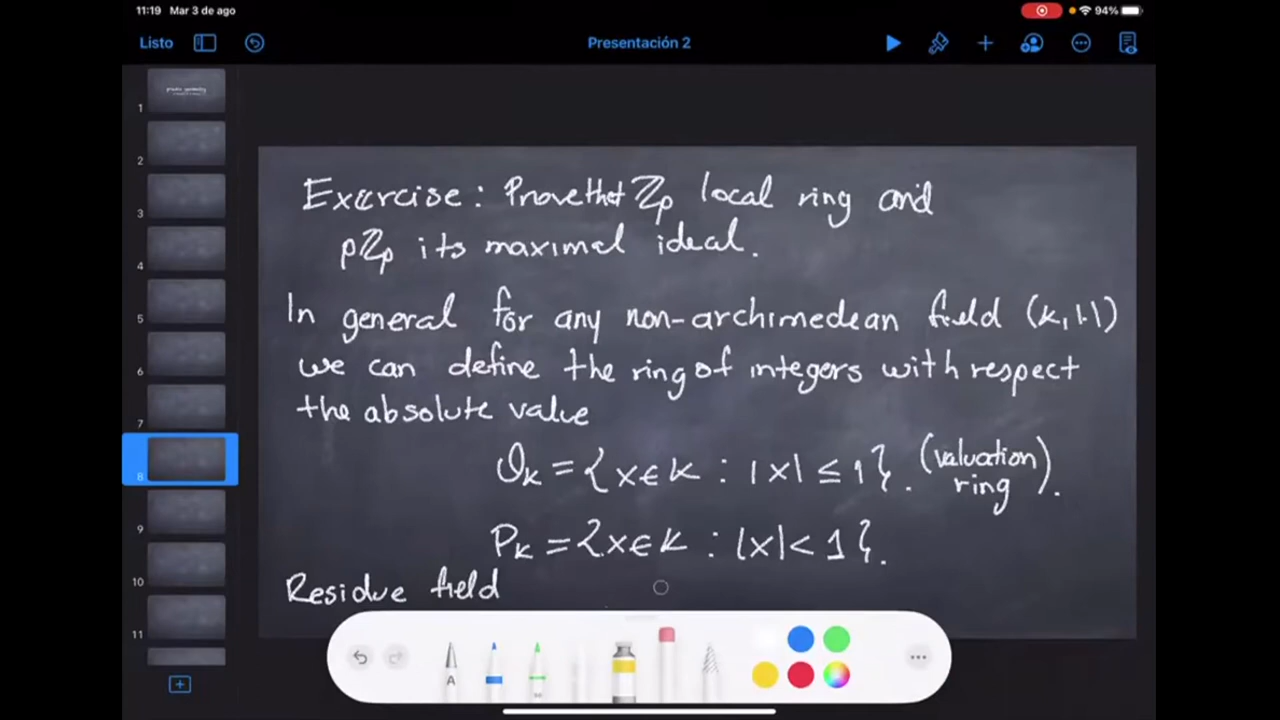 11:19 Mar 3 de ago
94%
Listo
Presentación 2
1
2
3
4
5
6
7
8
9
10
11
Exercise: Prove that ℤp local ring and
pℤp its maximal ideal.
In general for any non-archimedean field (K, |·|)
we can define the ring of integers with respect
the absolute value
𝒪K = {x ∈ K : |x| ≤ 1}. (valuation ring).
PK = {x ∈ K : |x| < 1}.
Residue field
A